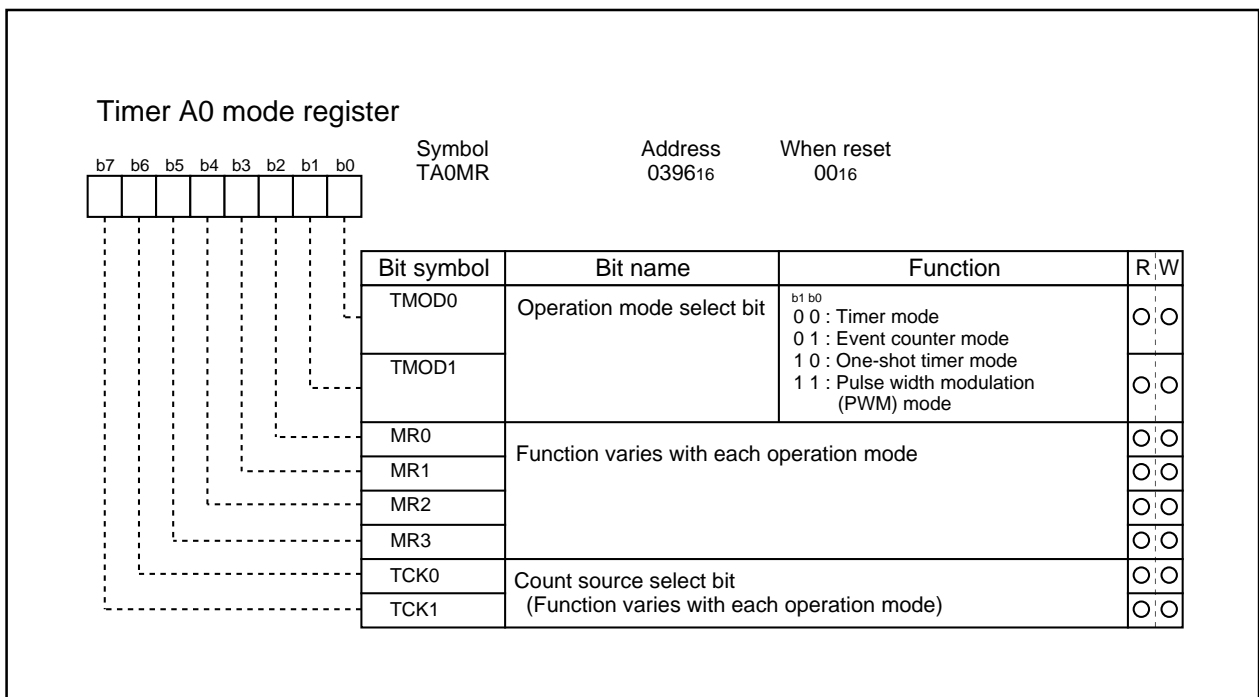 Timer A0 mode register
Symbol Address When reset
TA0MR 039616 0016
b7 b6 b5 b4 b3 b2 b1 b0
Bit symbol Bit name Function R W
TMOD0 Operation mode select bit b1 b0
0 0 : Timer mode
0 1 : Event counter mode
TMOD1 1 0 : One-shot timer mode
1 1 : Pulse width modulation
(PWM) mode
MR0 Function varies with each operation mode
MR1
MR2
MR3
TCK0 Count source select bit
TCK1 (Function varies with each operation mode)